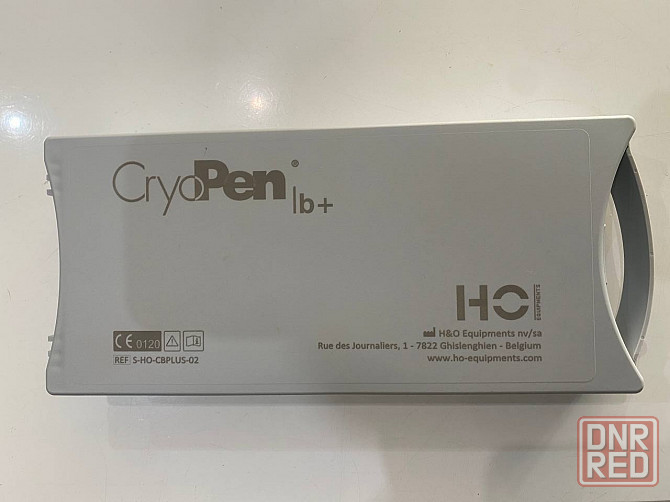 CryoPen® |b+
HO EQUIPMENTS
H&O Equipments nv/sa
CE 0120
Rue des Journaliers, 1 - 7822 Ghislenghien - Belgium
REF S-HO-CBPLUS-02
www.ho-equipments.com
DNR
RED